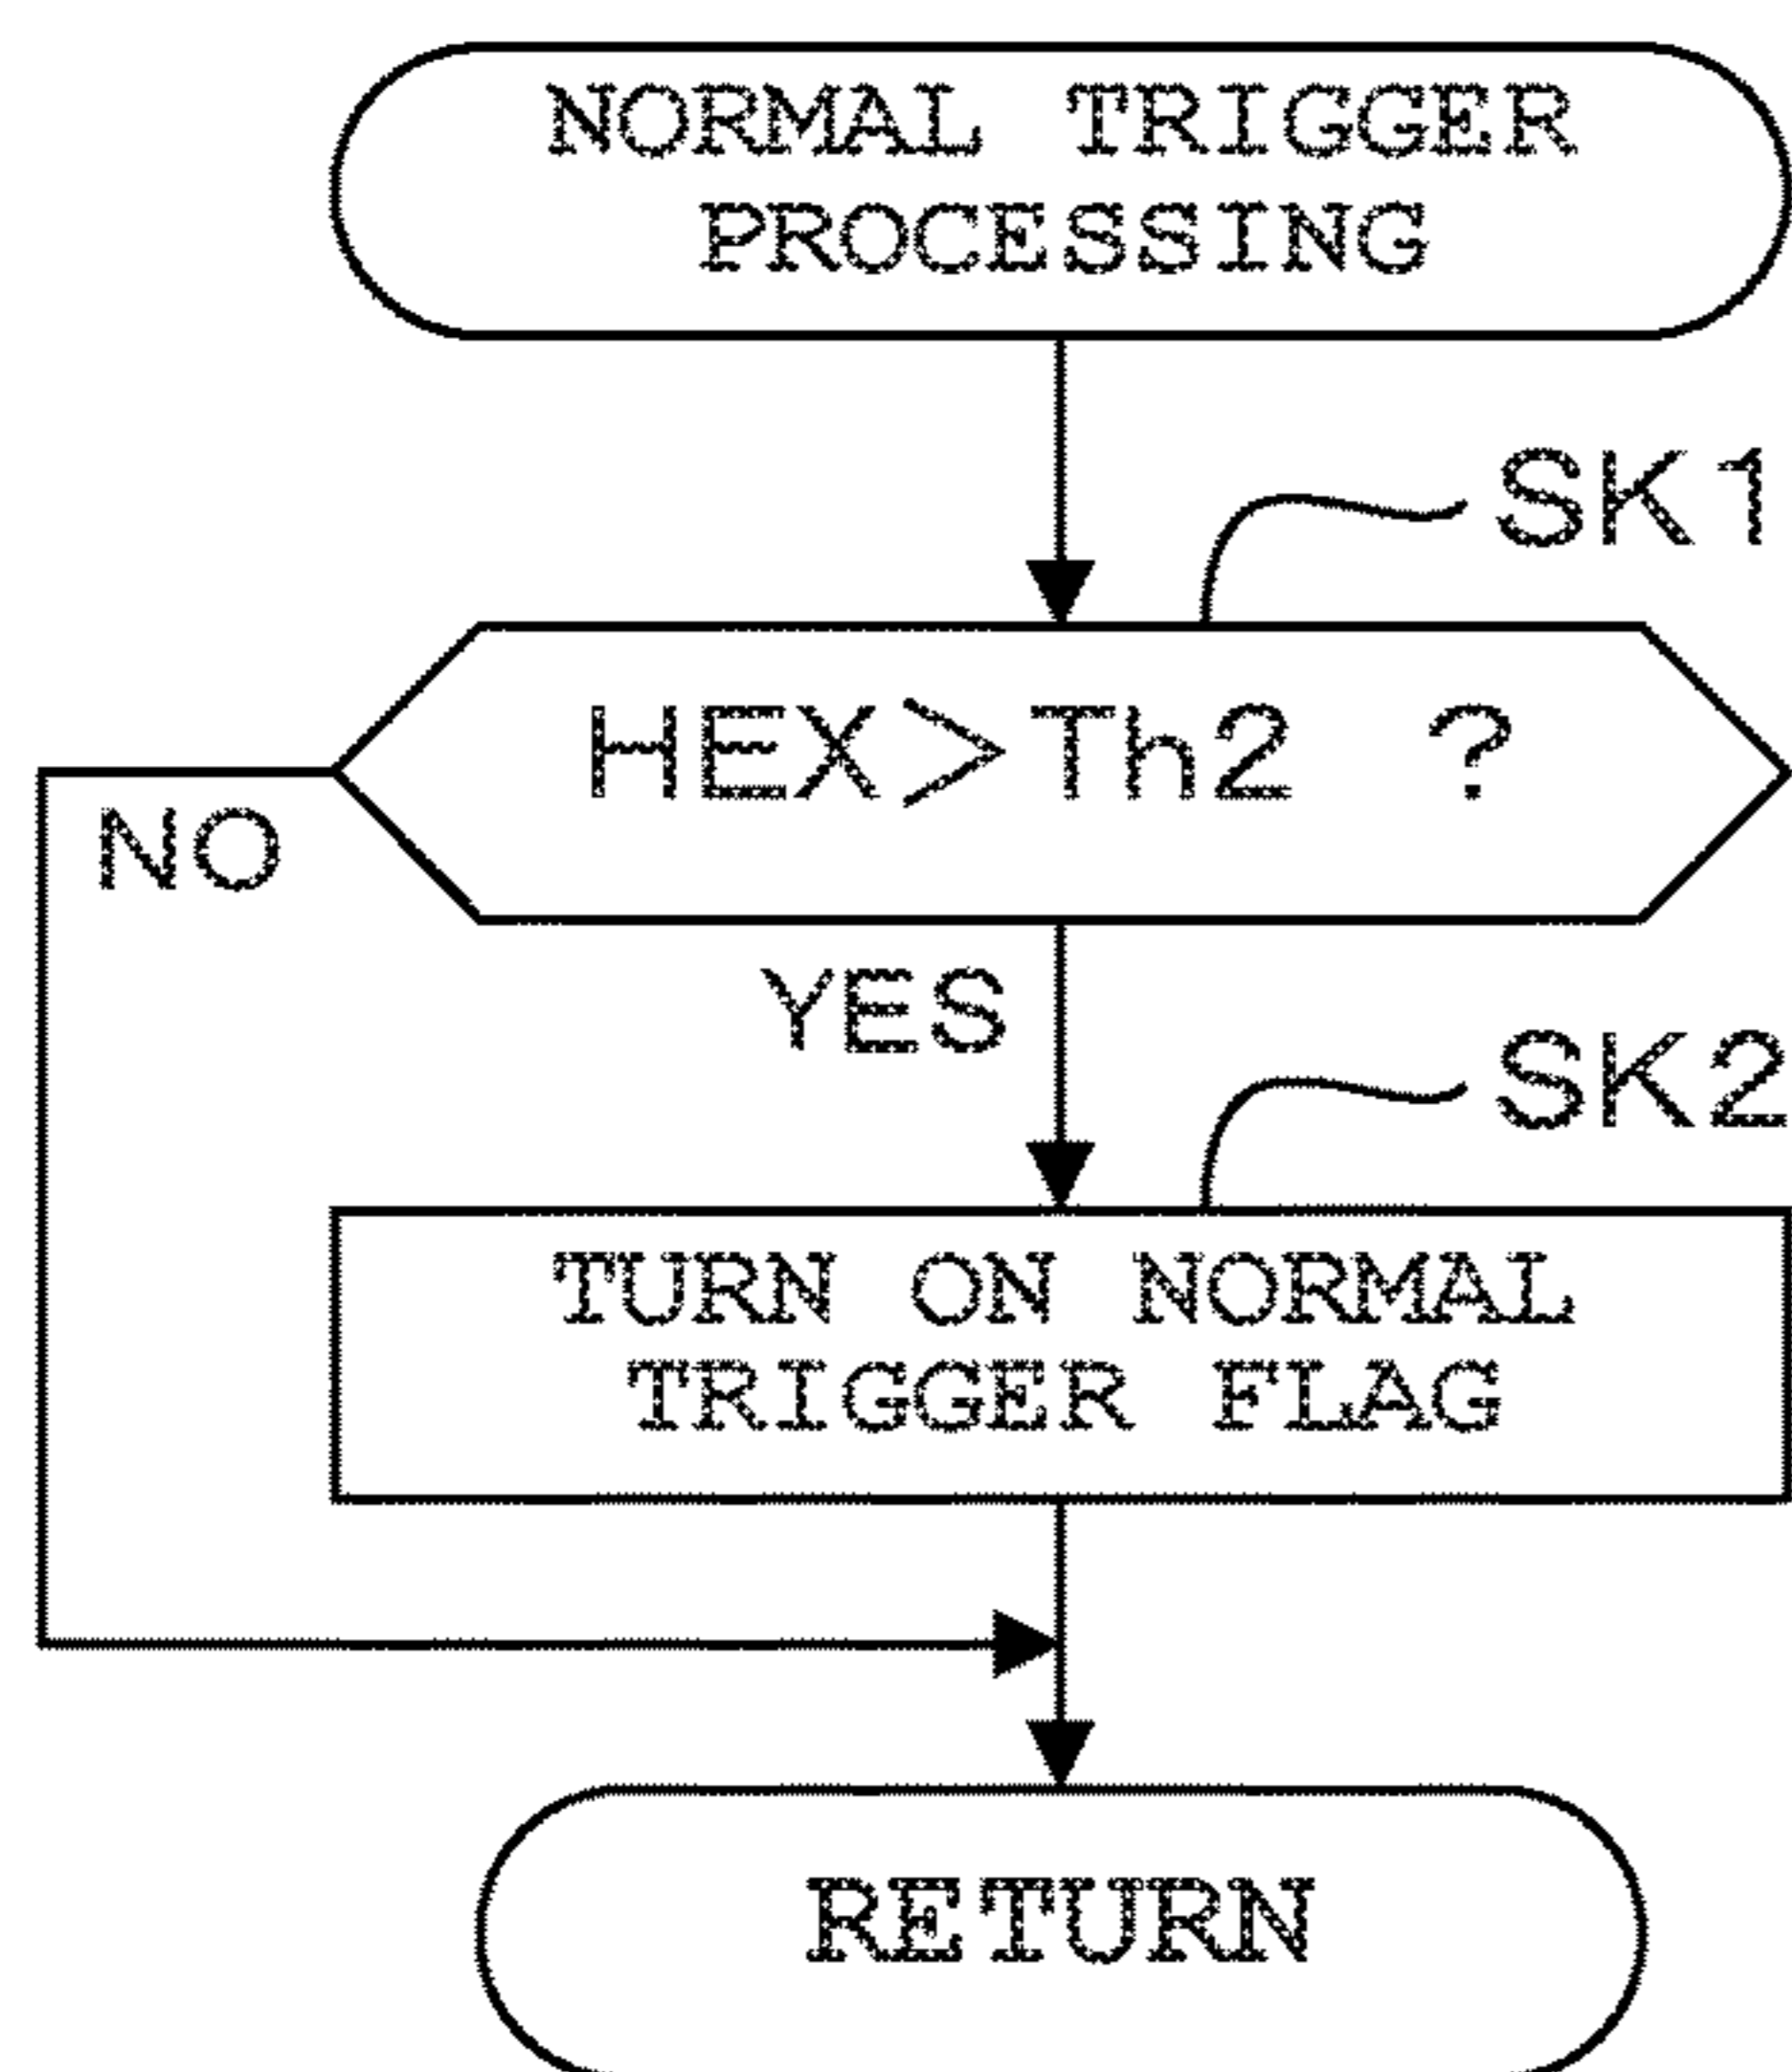 NORMAL TRIGGER
PROCESSING
SK1
HEX>Th2 ?
NO
YES
SK2
TURN ON NORMAL
TRIGGER FLAG
RETURN